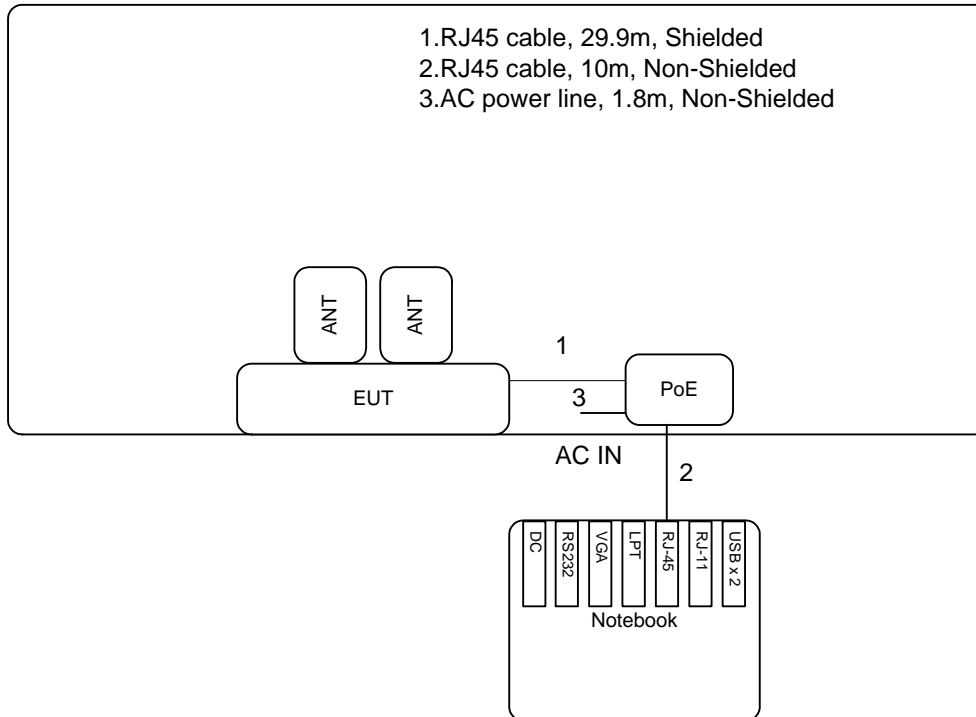 1.RJ45 cable, 29.9m, Shielded
2.RJ45 cable, 10m, Non-Shielded
3.AC power line, 1.8m, Non-Shielded
ANT
ANT
1
EUT
3
PoE
AC IN
2
DC
RS232
VGA
LPT
RJ-45
RJ-11
USB x 2
Notebook